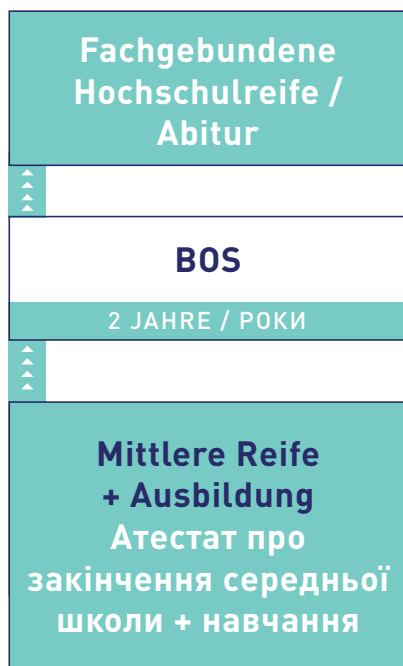 Fachgebundene
Hochschulreife /
Abitur
BOS
2 JAHRE / РОКИ
Mittlere Reife
+ Ausbildung
Атестат про
закінчення середньої
школи + навчання